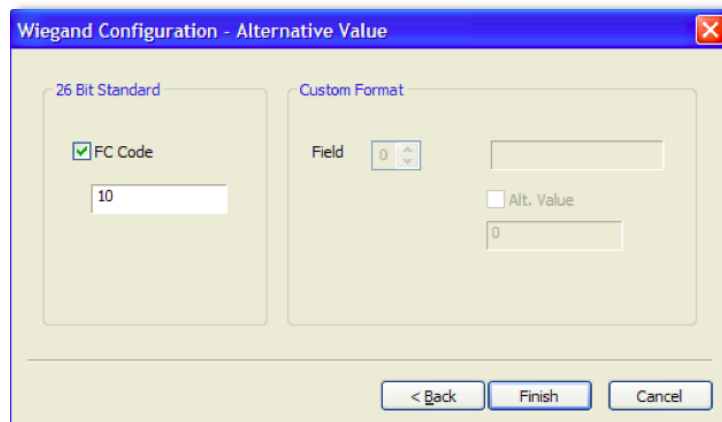 Wiegand Configuration - Alternative Value
26 Bit Standard
FC Code
10
Custom Format
Field
0
Alt. Value
0
< Back
Finish
Cancel